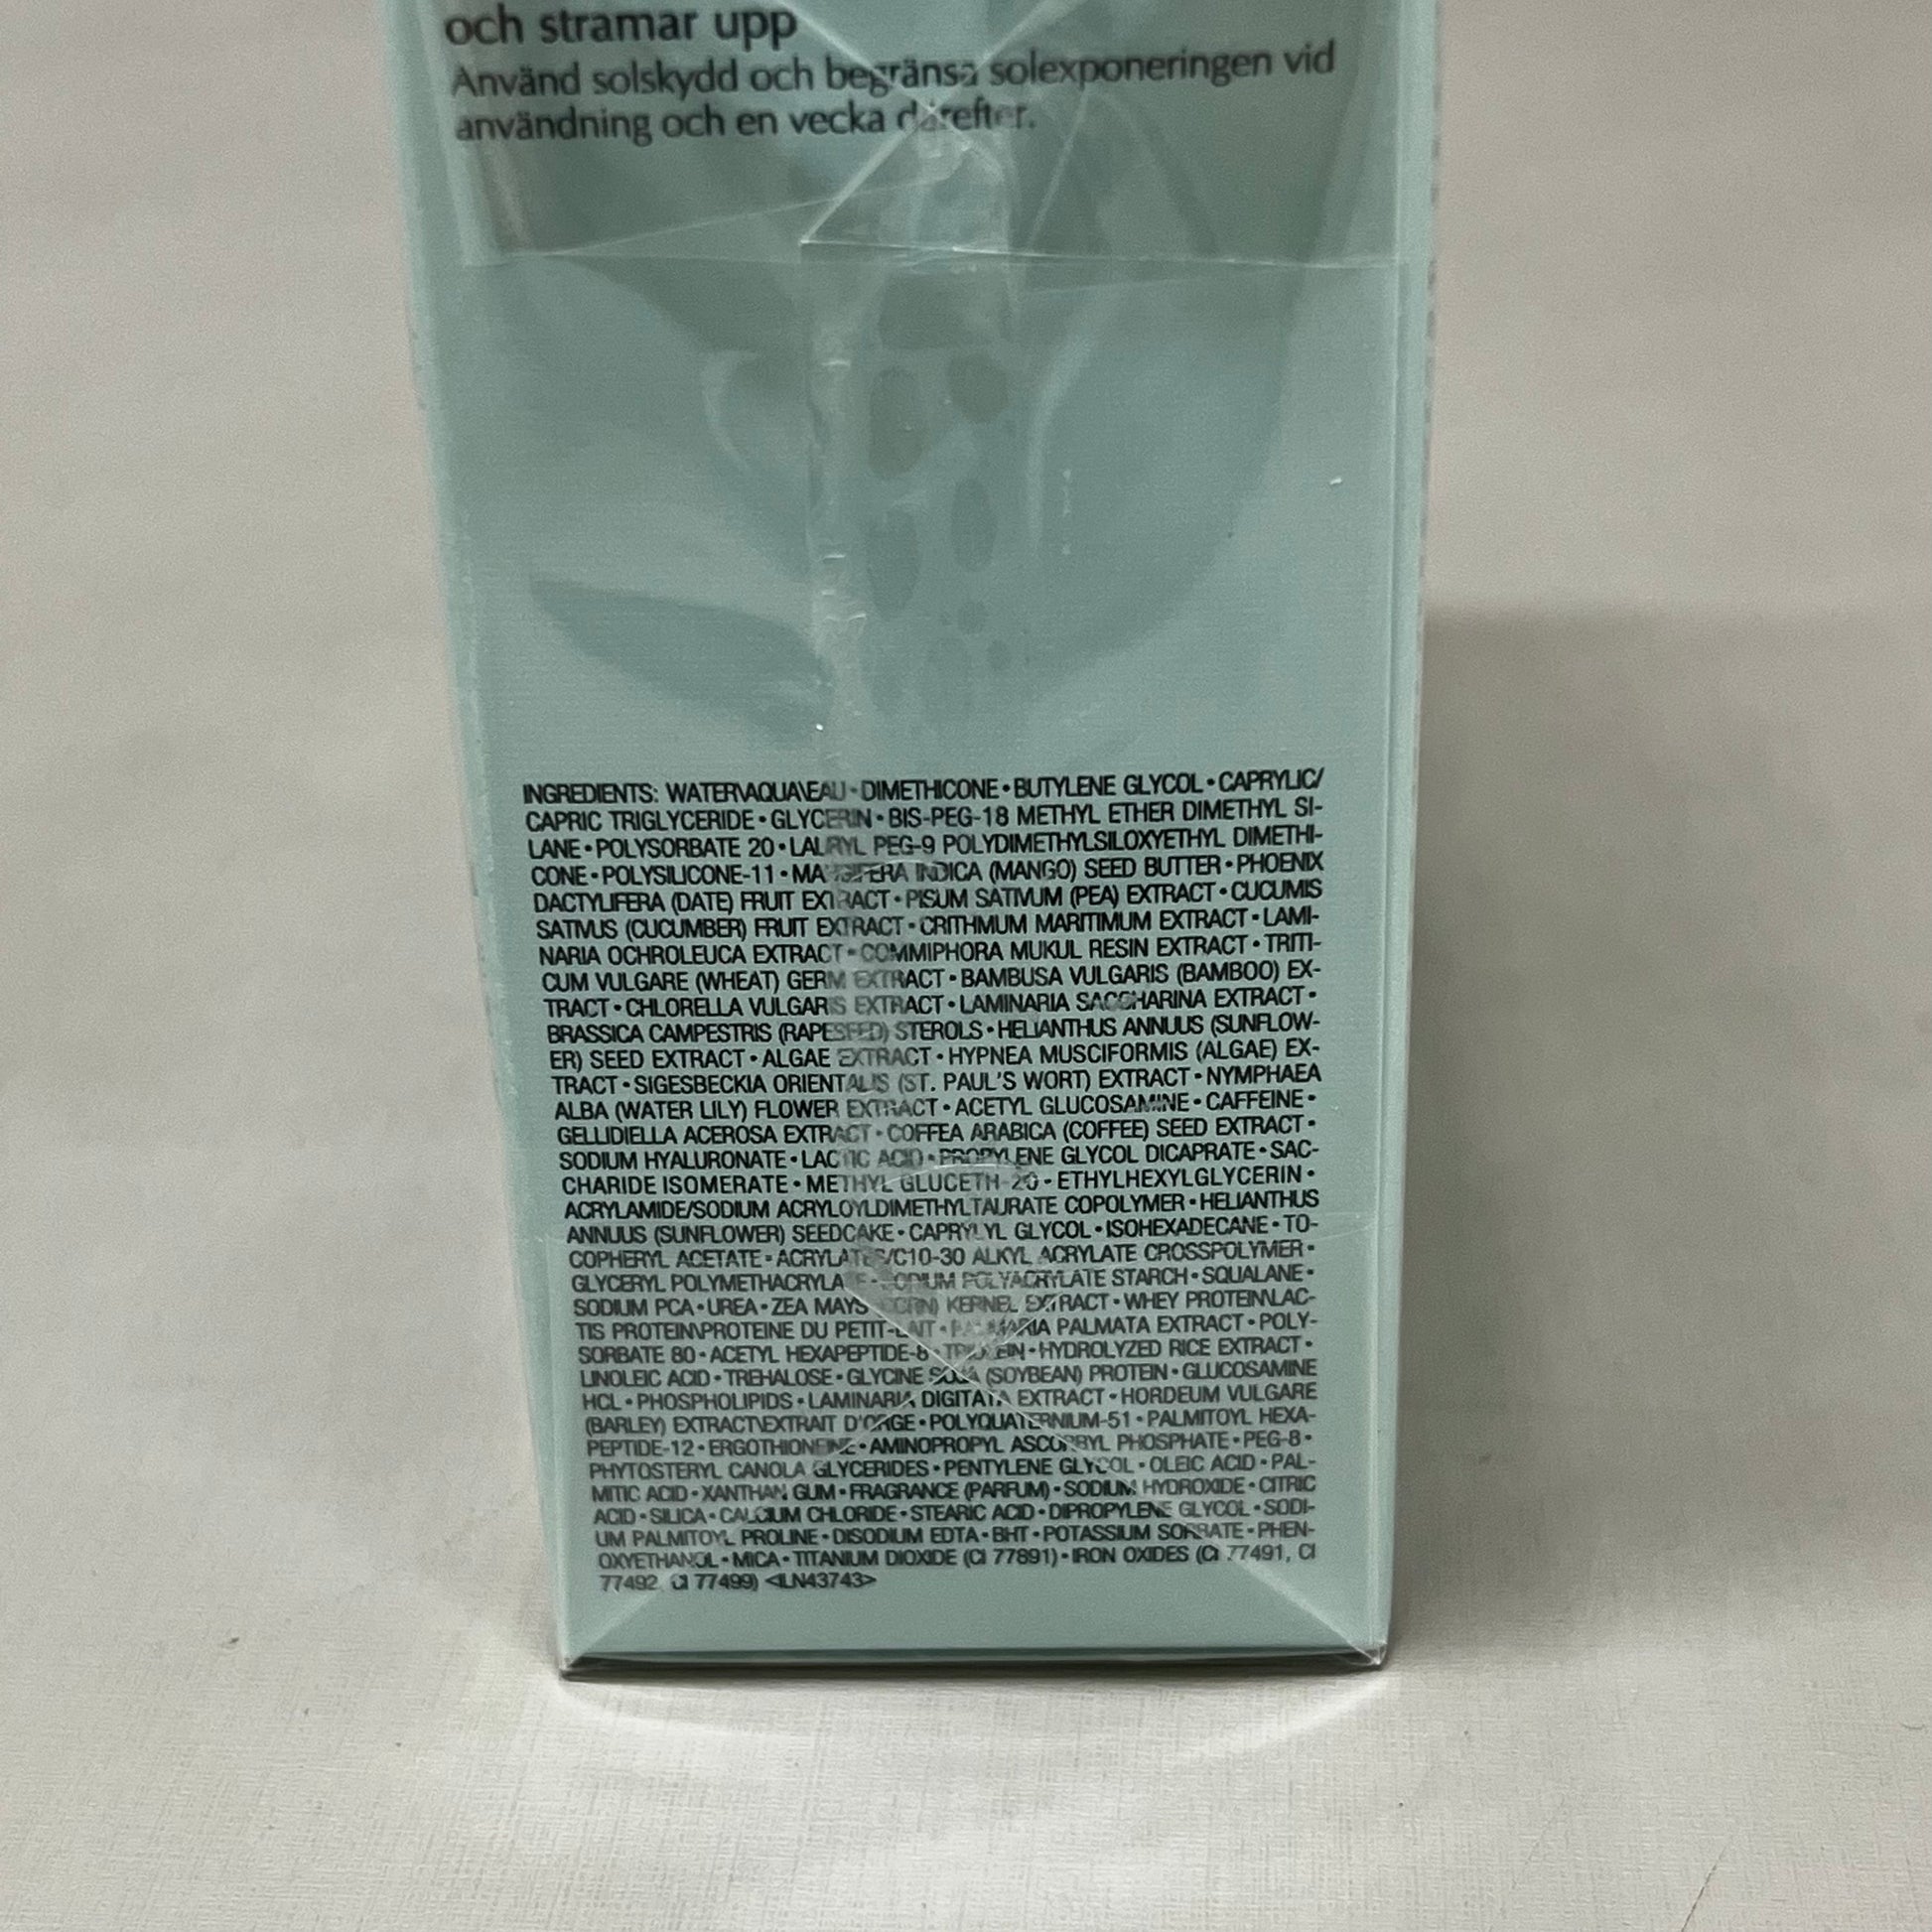 och stramar upp
Använd solskydd och begränsa solexponeringen vid
användning och en vecka därefter.
INGREDIENTS: WATER\AQUA\EAU • DIMETHICONE • BUTYLENE GLYCOL • CAPRYLIC/
CAPRIC TRIGLYCERIDE • GLYCERIN • BIS-PEG-18 METHYL ETHER DIMETHYL SI-
LANE • POLYSORBATE 20 • LAURYL PEG-9 POLYDIMETHYLSILOXYETHYL DIMETHI-
CONE • POLYSILICONE-11 • MANGIFERA INDICA (MANGO) SEED BUTTER • PHOENIX
DACTYLIFERA (DATE) FRUIT EXTRACT • PISUM SATIVUM (PEA) EXTRACT • CUCUMIS
SATIVUS (CUCUMBER) FRUIT EXTRACT • CRITHMUM MARITIMUM EXTRACT • LAMI-
NARIA OCHROLEUCA EXTRACT • COMMIPHORA MUKUL RESIN EXTRACT • TRITI-
CUM VULGARE (WHEAT) GERM EXTRACT • BAMBUSA VULGARIS (BAMBOO) EX-
TRACT • CHLORELLA VULGARIS EXTRACT • LAMINARIA SACCHARINA EXTRACT •
BRASSICA CAMPESTRIS (RAPESEED) STEROLS • HELIANTHUS ANNUUS (SUNFLOW-
ER) SEED EXTRACT • ALGAE EXTRACT • HYPNEA MUSCIFORMIS (ALGAE) EX-
TRACT • SIGESBECKIA ORIENTALIS (ST. PAUL'S WORT) EXTRACT • NYMPHAEA
ALBA (WATER LILY) FLOWER EXTRACT • ACETYL GLUCOSAMINE • CAFFEINE •
GELLIDIELLA ACEROSA EXTRACT • COFFEA ARABICA (COFFEE) SEED EXTRACT •
SODIUM HYALURONATE • LACTIC ACID • PROPYLENE GLYCOL DICAPRATE • SAC-
CHARIDE ISOMERATE • METHYL GLUCETH-20 • ETHYLHEXYLGLYCERIN •
ACRYLAMIDE/SODIUM ACRYLOYLDIMETHYLTAURATE COPOLYMER • HELIANTHUS
ANNUUS (SUNFLOWER) SEEDCAKE • CAPRYLYL GLYCOL • ISOHEXADECANE • TO-
COPHERYL ACETATE • ACRYLATES/C10-30 ALKYL ACRYLATE CROSSPOLYMER •
GLYCERYL POLYMETHACRYLATE • SODIUM POLYACRYLATE STARCH • SQUALANE •
SODIUM PCA • UREA • ZEA MAYS (CORN) KERNEL EXTRACT • WHEY PROTEIN\LAC-
TIS PROTEIN\PROTEINE DU PETIT-LAIT • PALMARIA PALMATA EXTRACT • POLY-
SORBATE 80 • ACETYL HEXAPEPTIDE-8 • TRIOLEIN • HYDROLYZED RICE EXTRACT •
LINOLEIC ACID • TREHALOSE • GLYCINE SOJA (SOYBEAN) PROTEIN • GLUCOSAMINE
HCL • PHOSPHOLIPIDS • LAMINARIA DIGITATA EXTRACT • HORDEUM VULGARE
(BARLEY) EXTRACT\EXTRAIT D'ORGE • POLYQUATERNIUM-51 • PALMITOYL HEXA-
PEPTIDE-12 • ERGOTHIONEINE • AMINOPROPYL ASCORBYL PHOSPHATE • PEG-8 •
PHYTOSTERYL CANOLA GLYCERIDES • PENTYLENE GLYCOL • OLEIC ACID • PAL-
MITIC ACID • XANTHAN GUM • FRAGRANCE (PARFUM) • SODIUM HYDROXIDE • CITRIC
ACID • SILICA • CALCIUM CHLORIDE • STEARIC ACID • DIPROPYLENE GLYCOL • SODI-
UM PALMITOYL PROLINE • DISODIUM EDTA • BHT • POTASSIUM SORBATE • PHEN-
OXYETHANOL • MICA • TITANIUM DIOXIDE (CI 77891) • IRON OXIDES (CI 77491, CI
77492, CI 77499) <ILN43743>